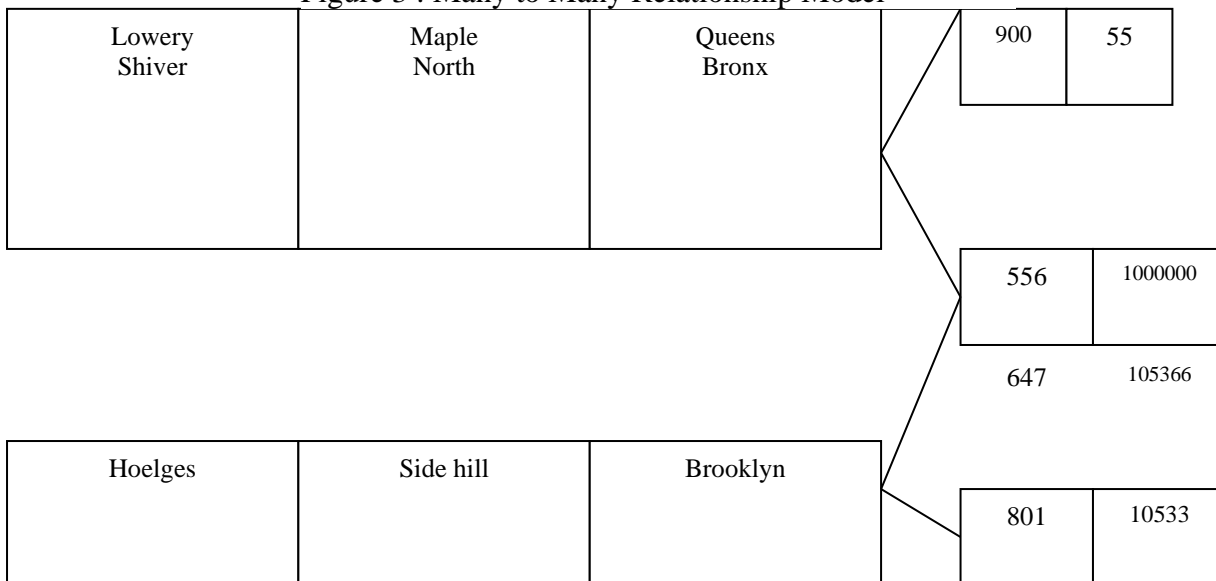 Figure 3 : Many to Many Relationship Model
Lowery Maple Queens 900 55
Shiver North Bronx
556 1000000
647 105366
Hoelges Side hill Brooklyn
801 10533